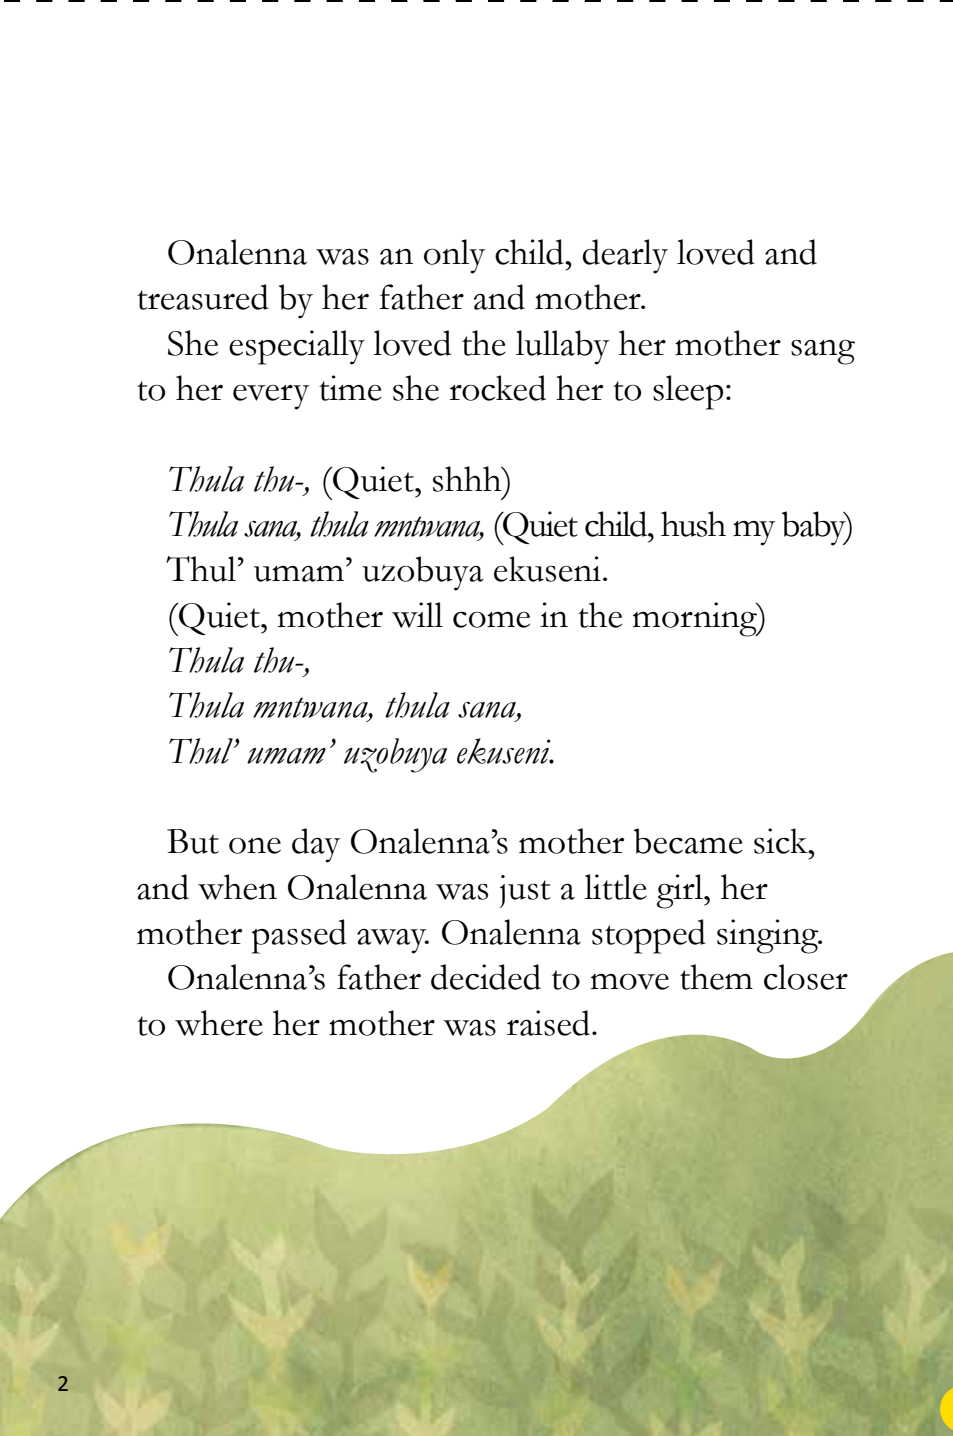 Onalenna was an only child, dearly loved and
treasured by her father and mother.
She especially loved the lullaby her mother sang
to her every time she rocked her to sleep:
Thula thu-, (Quiet, shhh)
Thula sana, thula mntwana, (Quiet child, hush my baby)
Thul’ umam’ uzobuya ekuseni.
(Quiet, mother will come in the morning)
Thula thu-,
Thula mntwana, thula sana,
Thul’ umam’ uzobuya ekuseni.
But one day Onalenna’s mother became sick,
and when Onalenna was just a little girl, her
mother passed away. Onalenna stopped singing.
Onalenna’s father decided to move them closer
to where her mother was raised.
2